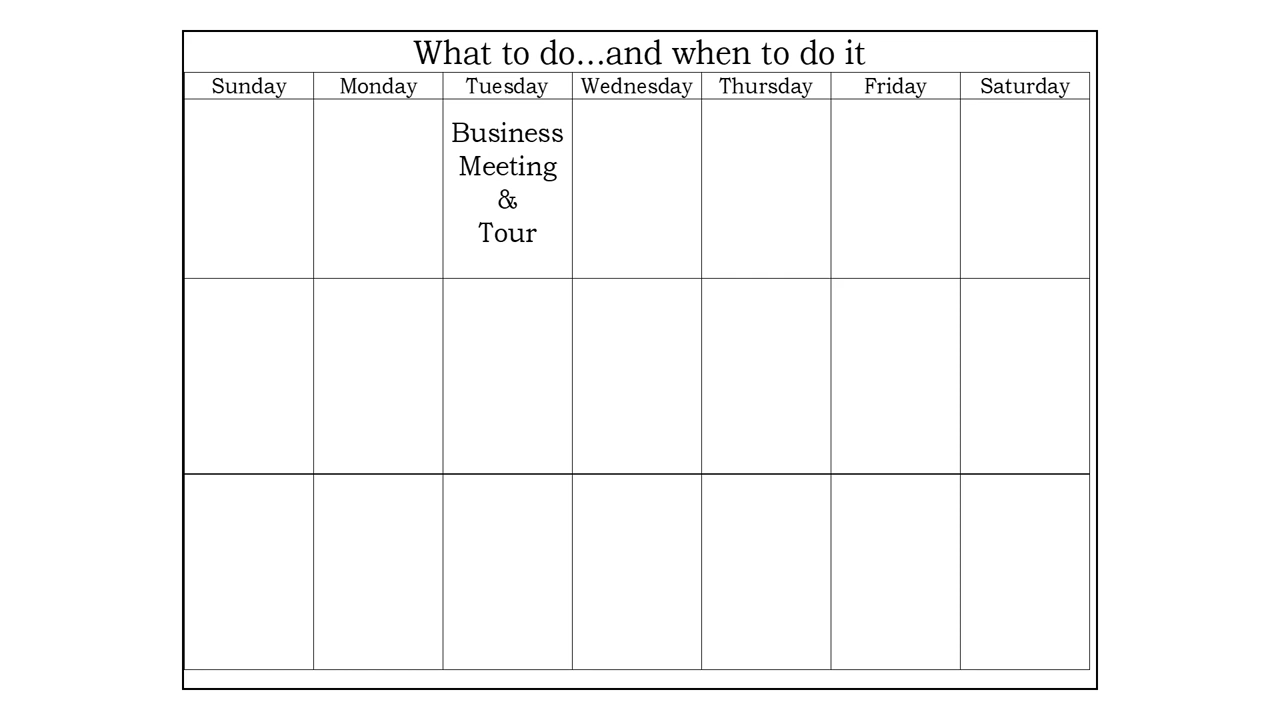 What to do...and when to do it
Sunday Monday Tuesday Wednesday Thursday Friday Saturday
Business
Meeting
&
Tour